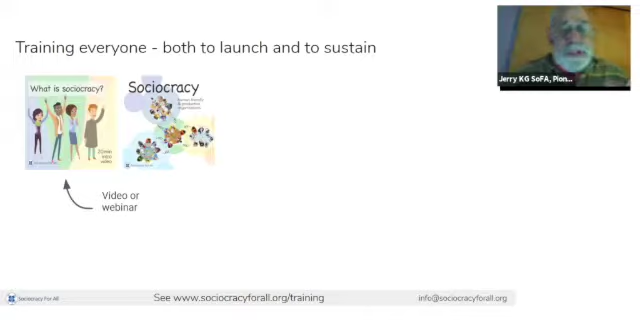 Training everyone - both to launch and to sustain
Jerry KG SoFA, Pion...
What is sociocracy?
Sociocracy
Video or
webinar
Sociocracy For All
See www.sociocracyforall.org/training
info@sociocracyforall.org